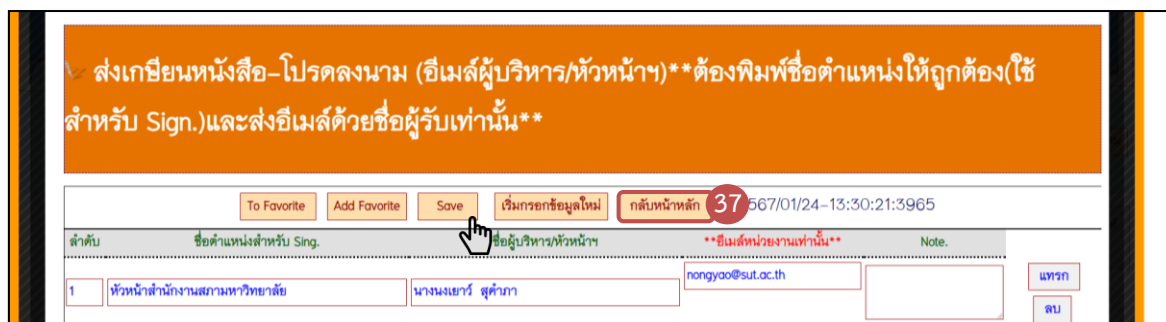 ส่งเกษียนหนังสือ-โปรดลงนาม (อีเมล์ผู้บริหาร/หัวหน้าฯ)**ต้องพิมพ์ชื่อตำแหน่งให้ถูกต้อง(ใช้
สำหรับ Sign.)และส่งอีเมล์ด้วยชื่อผู้รับเท่านั้น**
To Favorite Add Favorite Save เริ่มกรอกข้อมูลใหม่ กลับหน้าหลัก 37 567/01/24-13:30:21:3965
ลำดับ ชื่อตำแหน่งสำหรับ Sing. ชื่อผู้บริหาร/หัวหน้าฯ **อีเมล์หน่วยงานเท่านั้น** Note.
1 หัวหน้าสำนักงานสภามหาวิทยาลัย นางนงเยาว์ สุคำภา nongyao@sut.ac.th แทรก
ลบ